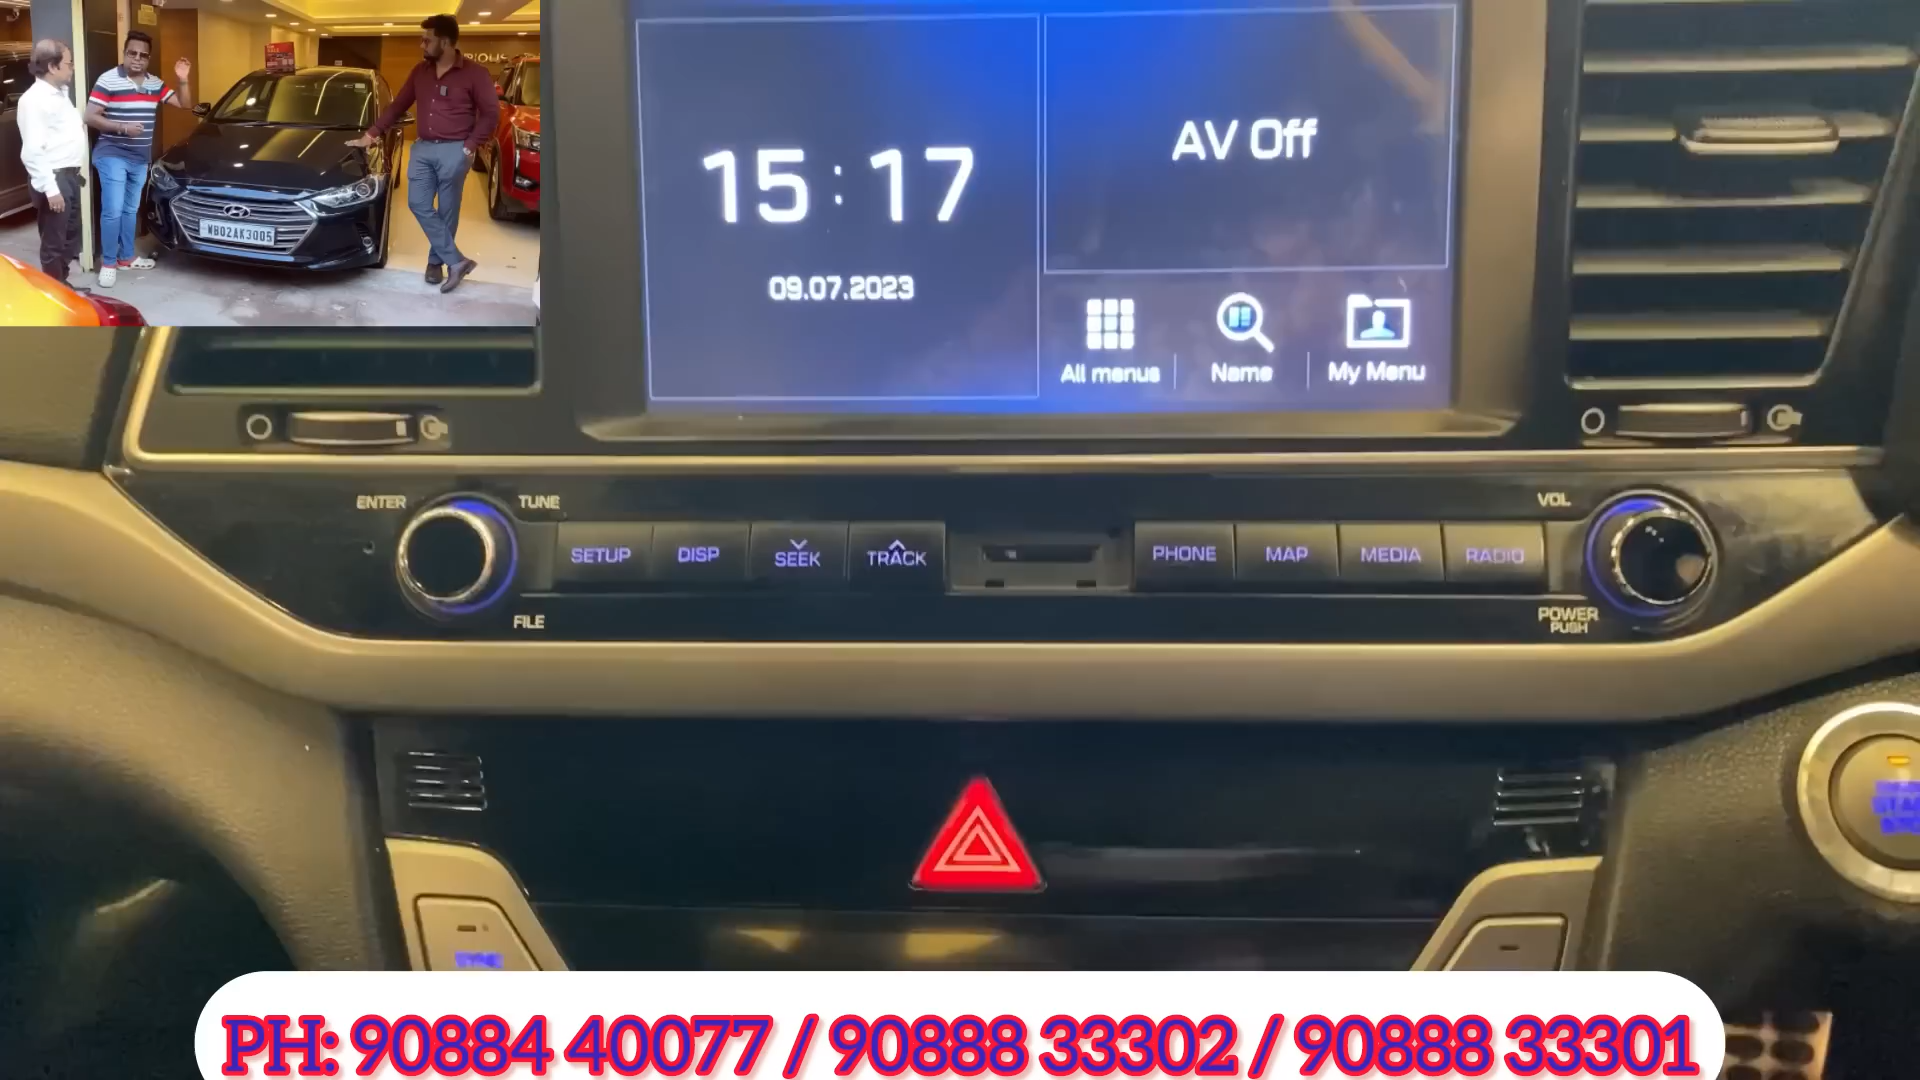 WB02AK3005
15:17
09.07.2023
AV Off
All menus
Name
My Menu
ENTER
TUNE
FILE
SETUP
DISP
SEEK
TRACK
PHONE
MAP
MEDIA
RADIO
VOL
POWER
PUSH
SYNC
PH: 90884 40077 / 90888 33302 / 90888 33301